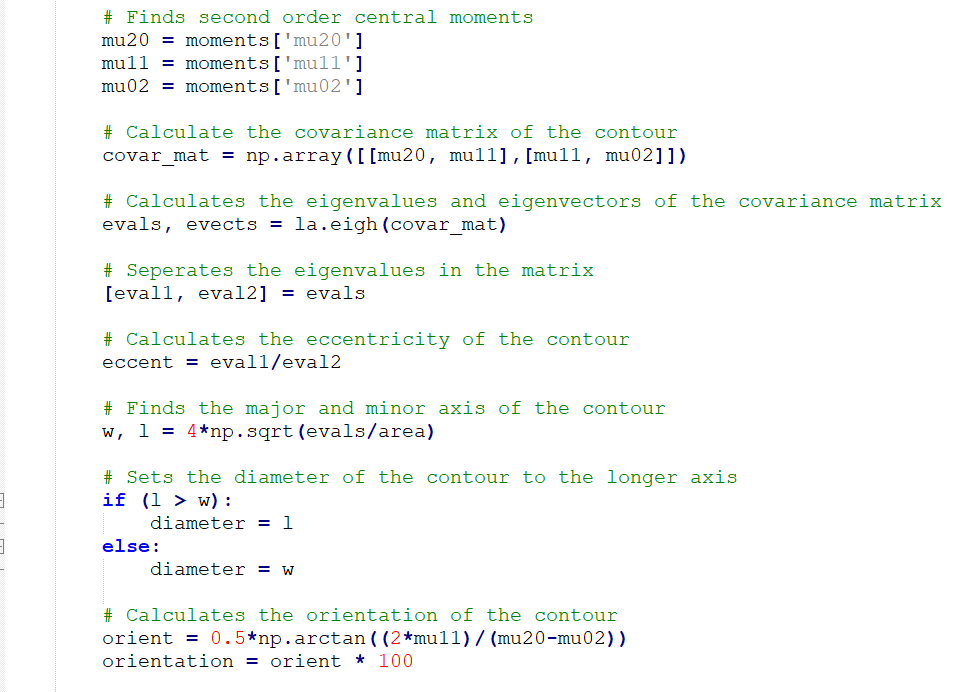 # Finds second order central moments
mu20 = moments['mu20']
mu11 = moments['mu11']
mu02 = moments['mu02']
# Calculate the covariance matrix of the contour
covar_mat = np.array([[mu20, mu11],[mu11, mu02]])
# Calculates the eigenvalues and eigenvectors of the covariance matrix
evals, evects = la.eigh(covar_mat)
# Seperates the eigenvalues in the matrix
[eval1, eval2] = evals
# Calculates the eccentricity of the contour
eccent = eval1/eval2
# Finds the major and minor axis of the contour
w, l = 4*np.sqrt(evals/area)
# Sets the diameter of the contour to the longer axis
if (l > w):
    diameter = l
else:
    diameter = w
# Calculates the orientation of the contour
orient = 0.5*np.arctan((2*mu11)/(mu20-mu02))
orientation = orient * 100